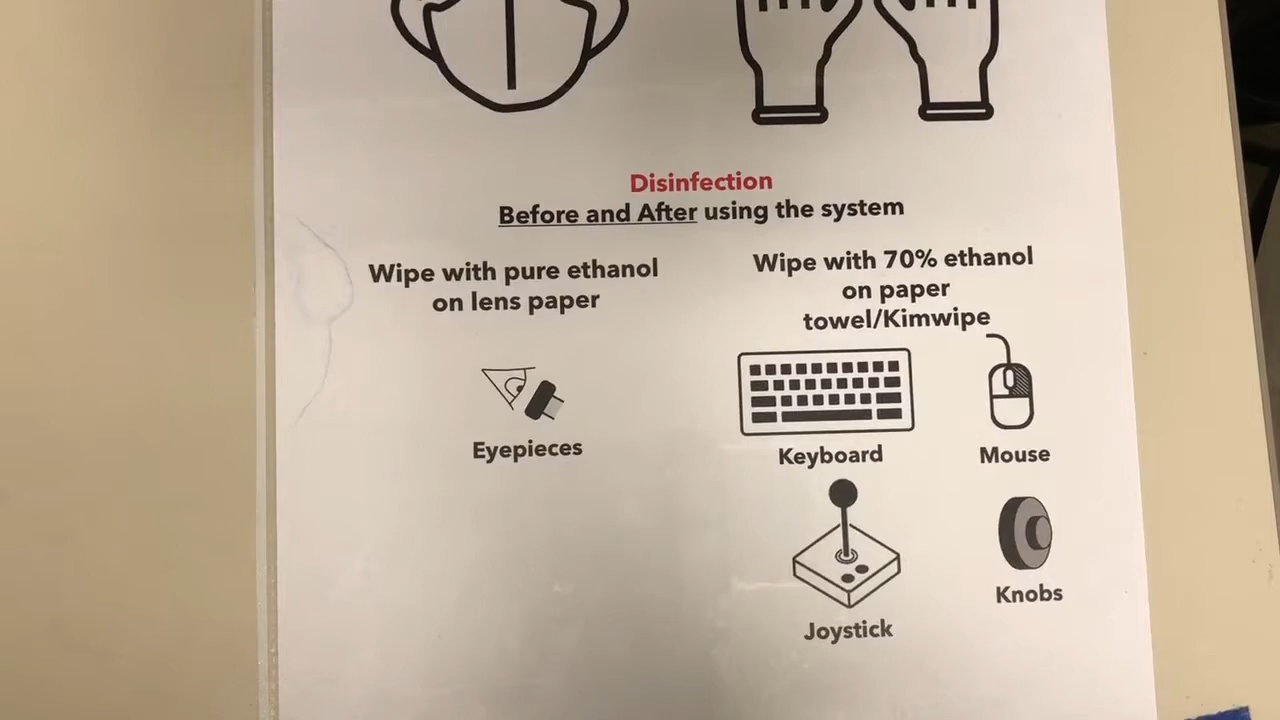 Disinfection
Before and After using the system
Wipe with pure ethanol
on lens paper
Eyepieces
Wipe with 70% ethanol
on paper
towel/Kimwipe
Keyboard
Mouse
Joystick
Knobs